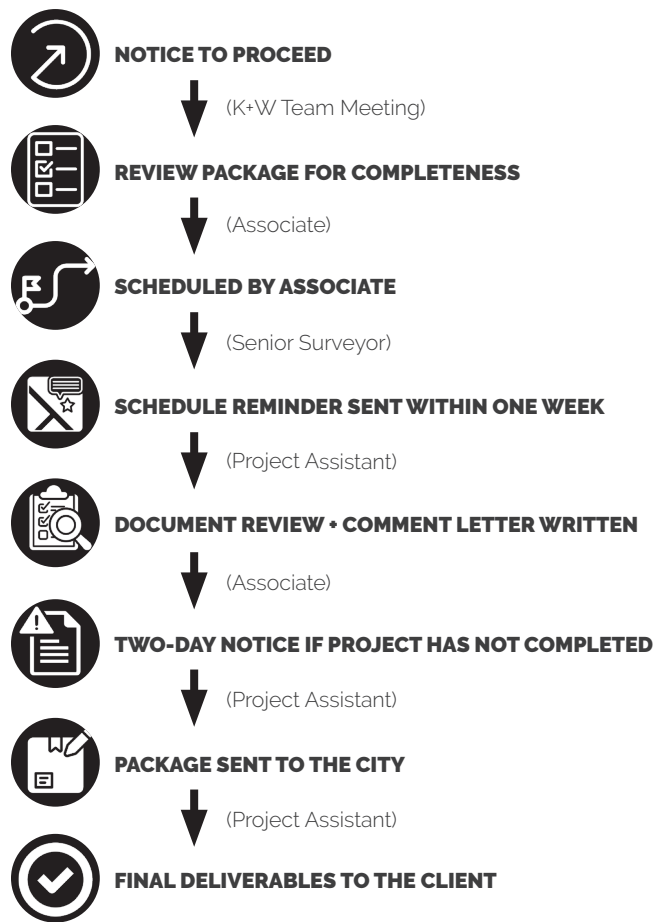 NOTICE TO PROCEED
(K+W Team Meeting)
REVIEW PACKAGE FOR COMPLETENESS
(Associate)
SCHEDULED BY ASSOCIATE
(Senior Surveyor)
SCHEDULE REMINDER SENT WITHIN ONE WEEK
(Project Assistant)
DOCUMENT REVIEW + COMMENT LETTER WRITTEN
(Associate)
TWO-DAY NOTICE IF PROJECT HAS NOT COMPLETED
(Project Assistant)
PACKAGE SENT TO THE CITY
(Project Assistant)
FINAL DELIVERABLES TO THE CLIENT